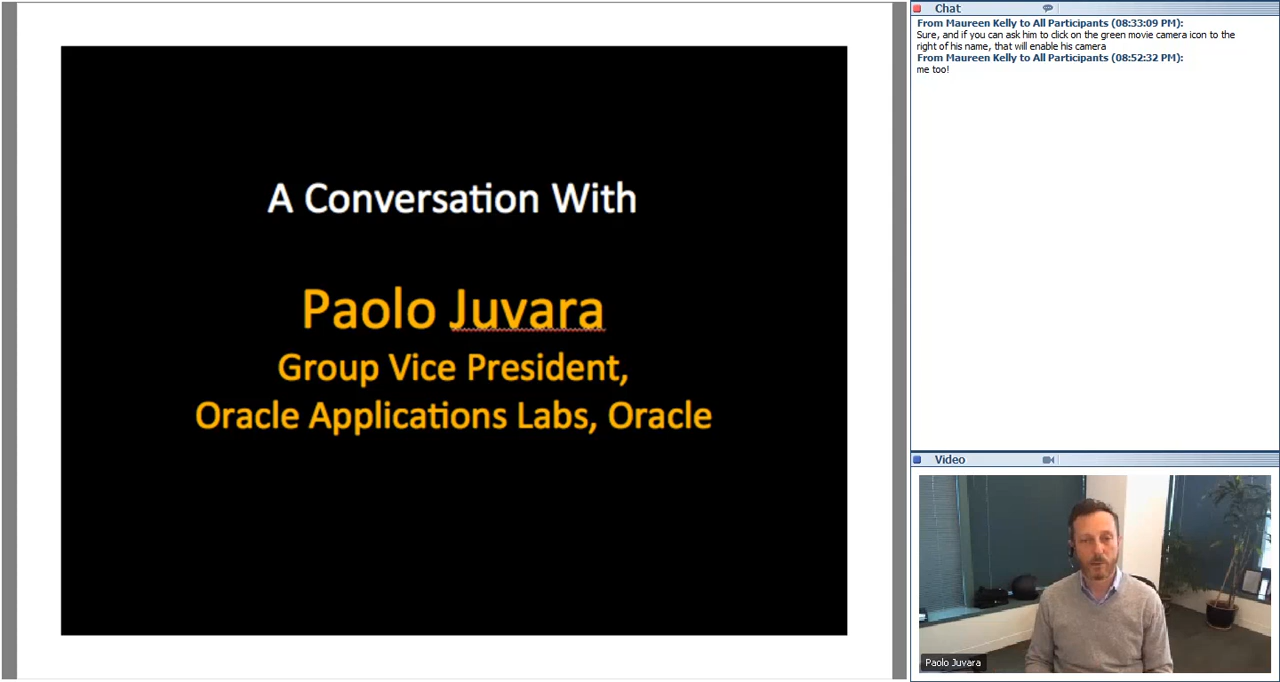 A Conversation With
Paolo Juvara
Group Vice President,
Oracle Applications Labs, Oracle
Chat
From Maureen Kelly to All Participants (08:33:09 PM):
Sure, and if you can ask him to click on the green movie camera icon to the
right of his name, that will enable his camera
From Maureen Kelly to All Participants (08:52:32 PM):
me too!
Video
Paolo Juvara